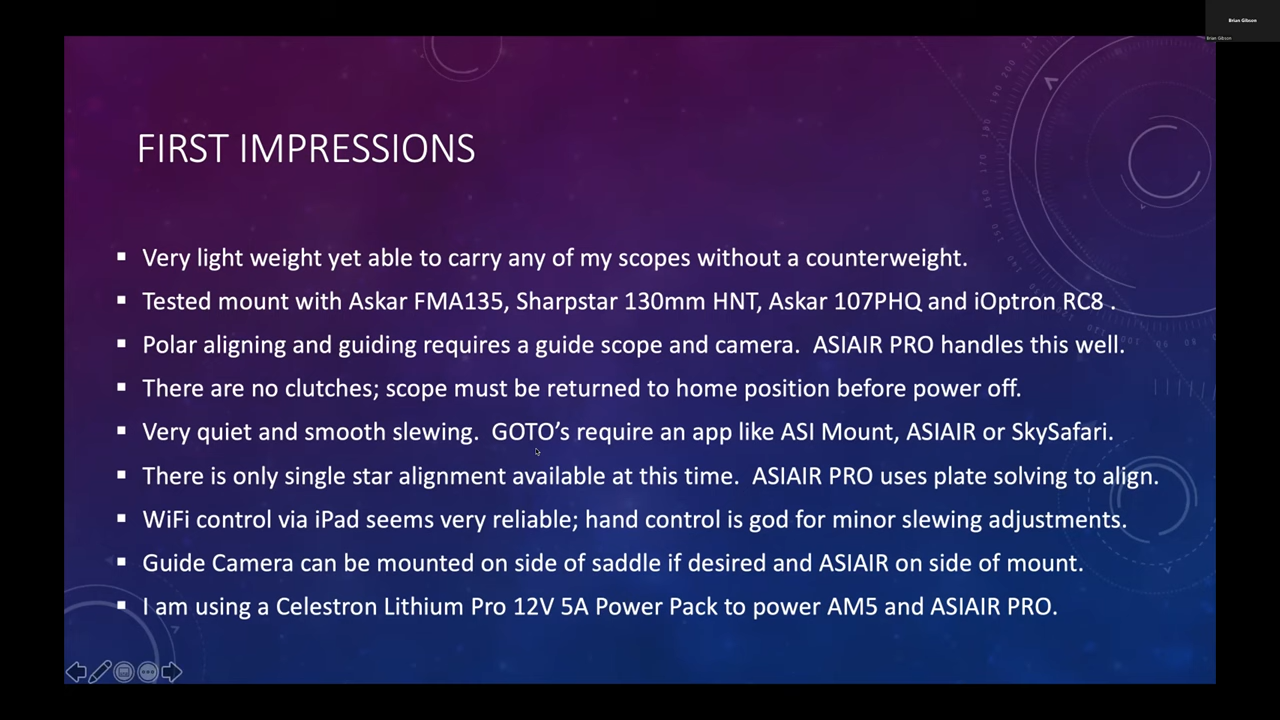 Brian Gibson
Brian Gibson
FIRST IMPRESSIONS
▪ Very light weight yet able to carry any of my scopes without a counterweight.
▪ Tested mount with Askar FMA135, Sharpstar 130mm HNT, Askar 107PHQ and iOptron RC8 .
▪ Polar aligning and guiding requires a guide scope and camera.  ASIAIR PRO handles this well.
▪ There are no clutches; scope must be returned to home position before power off.
▪ Very quiet and smooth slewing.  GOTO’s require an app like ASI Mount, ASIAIR or SkySafari.
▪ There is only single star alignment available at this time.  ASIAIR PRO uses plate solving to align.
▪ WiFi control via iPad seems very reliable; hand control is god for minor slewing adjustments.
▪ Guide Camera can be mounted on side of saddle if desired and ASIAIR on side of mount.
▪ I am using a Celestron Lithium Pro 12V 5A Power Pack to power AM5 and ASIAIR PRO.